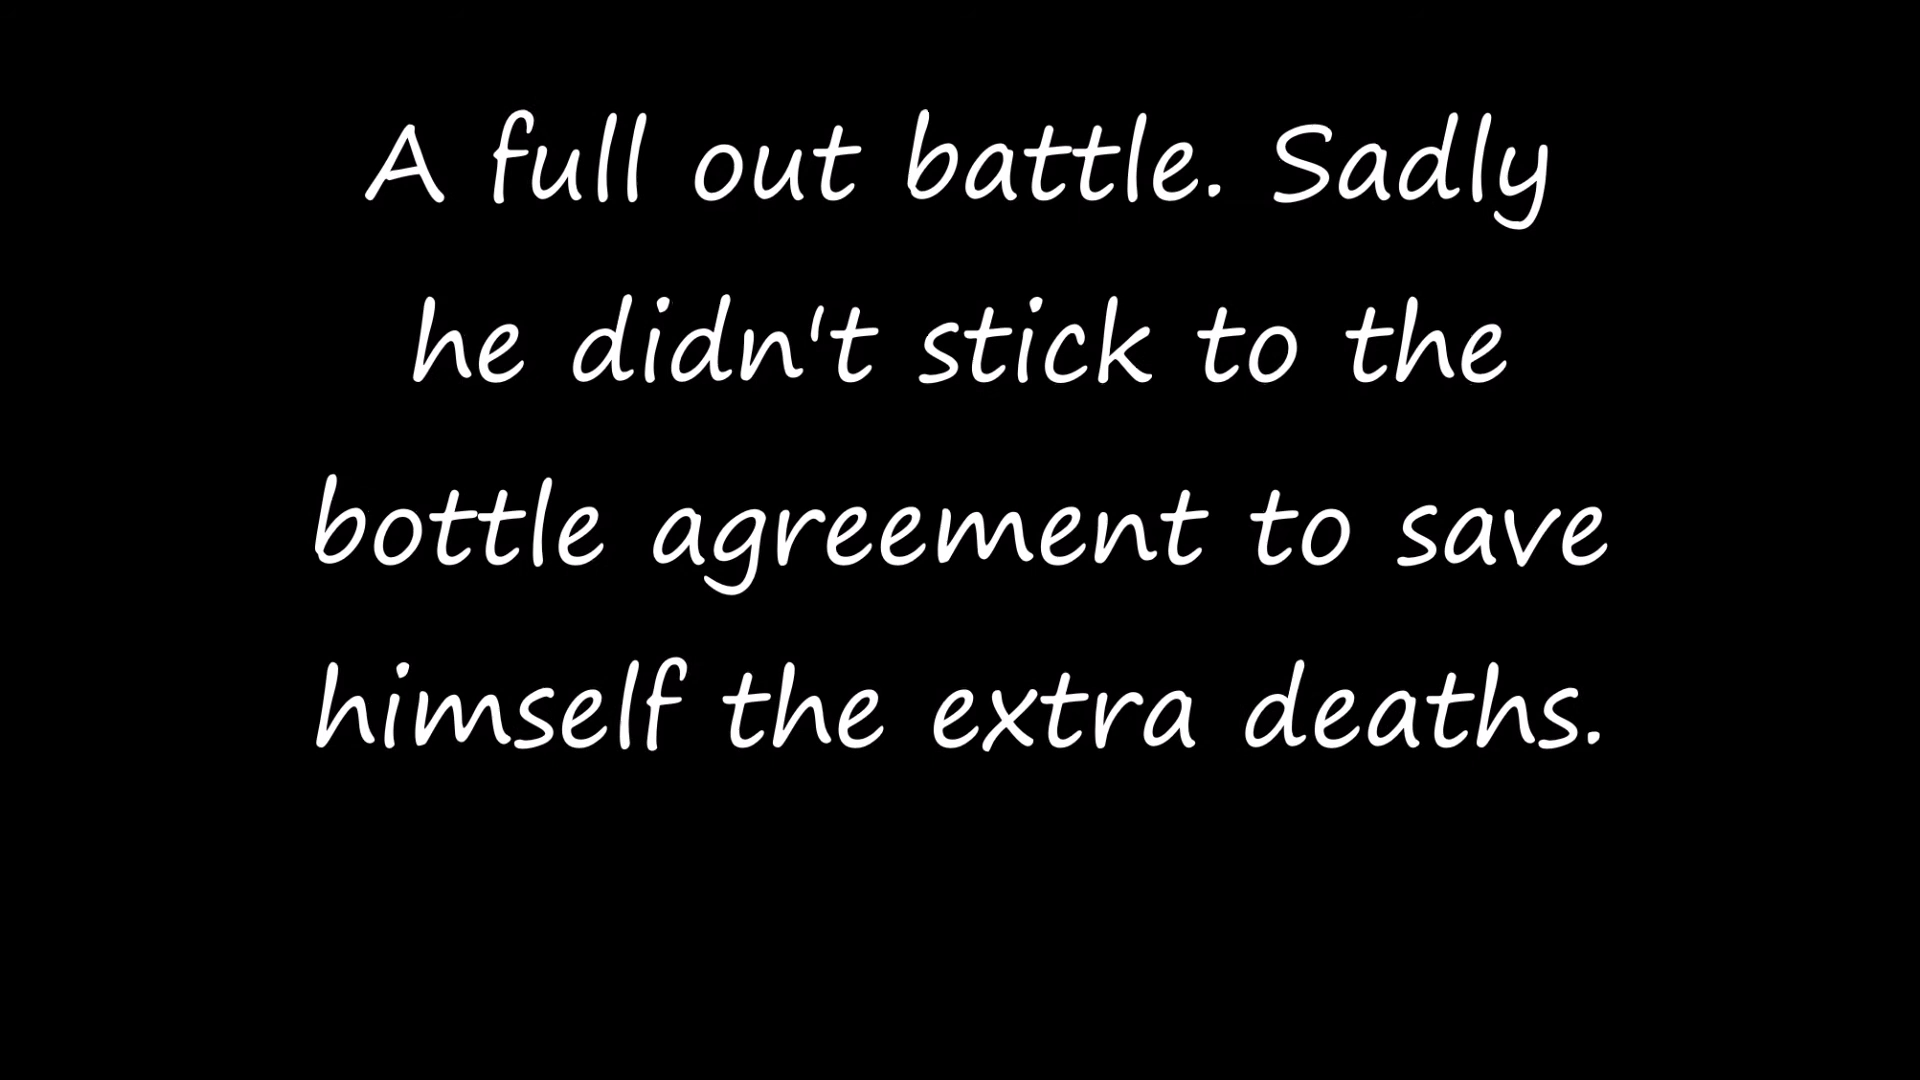 A full out battle. Sadly
he didn't stick to the
bottle agreement to save
himself the extra deaths.